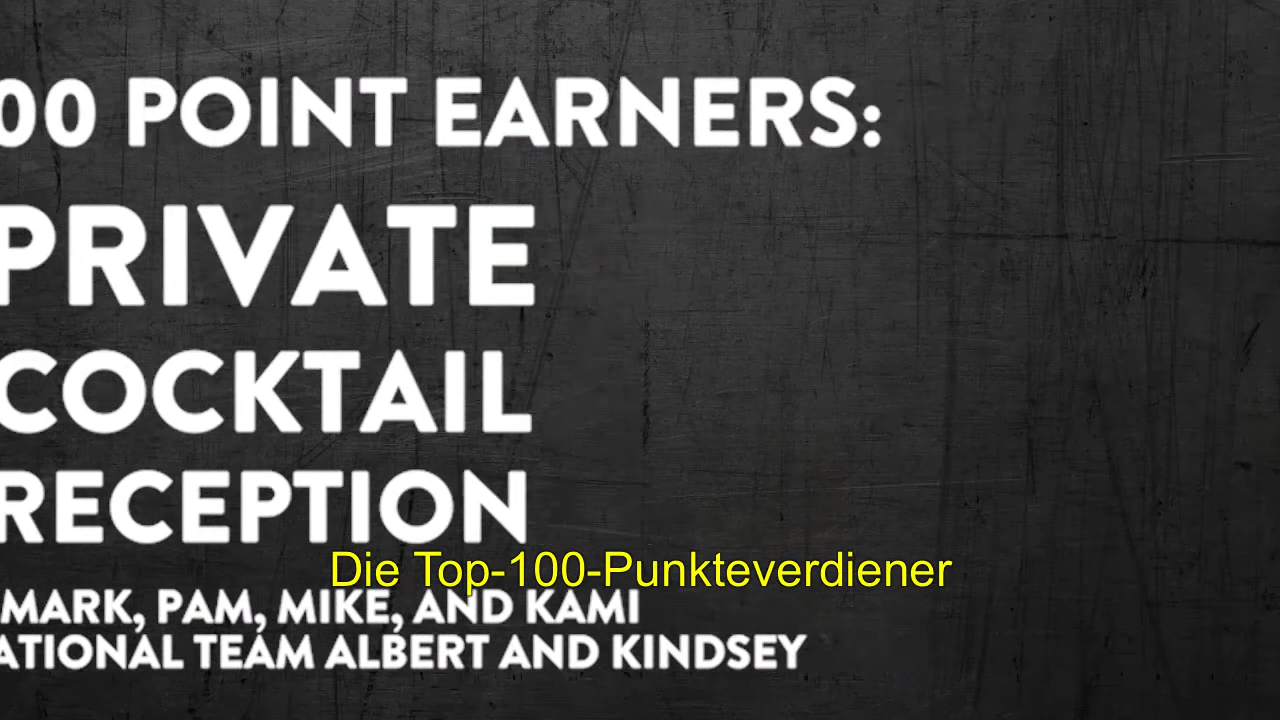 00 POINT EARNERS:
PRIVATE
COCKTAIL
RECEPTION
Die Top-100-Punkteverdiener
MARK, PAM, MIKE, AND KAMI
ATIONAL TEAM ALBERT AND KINDSEY